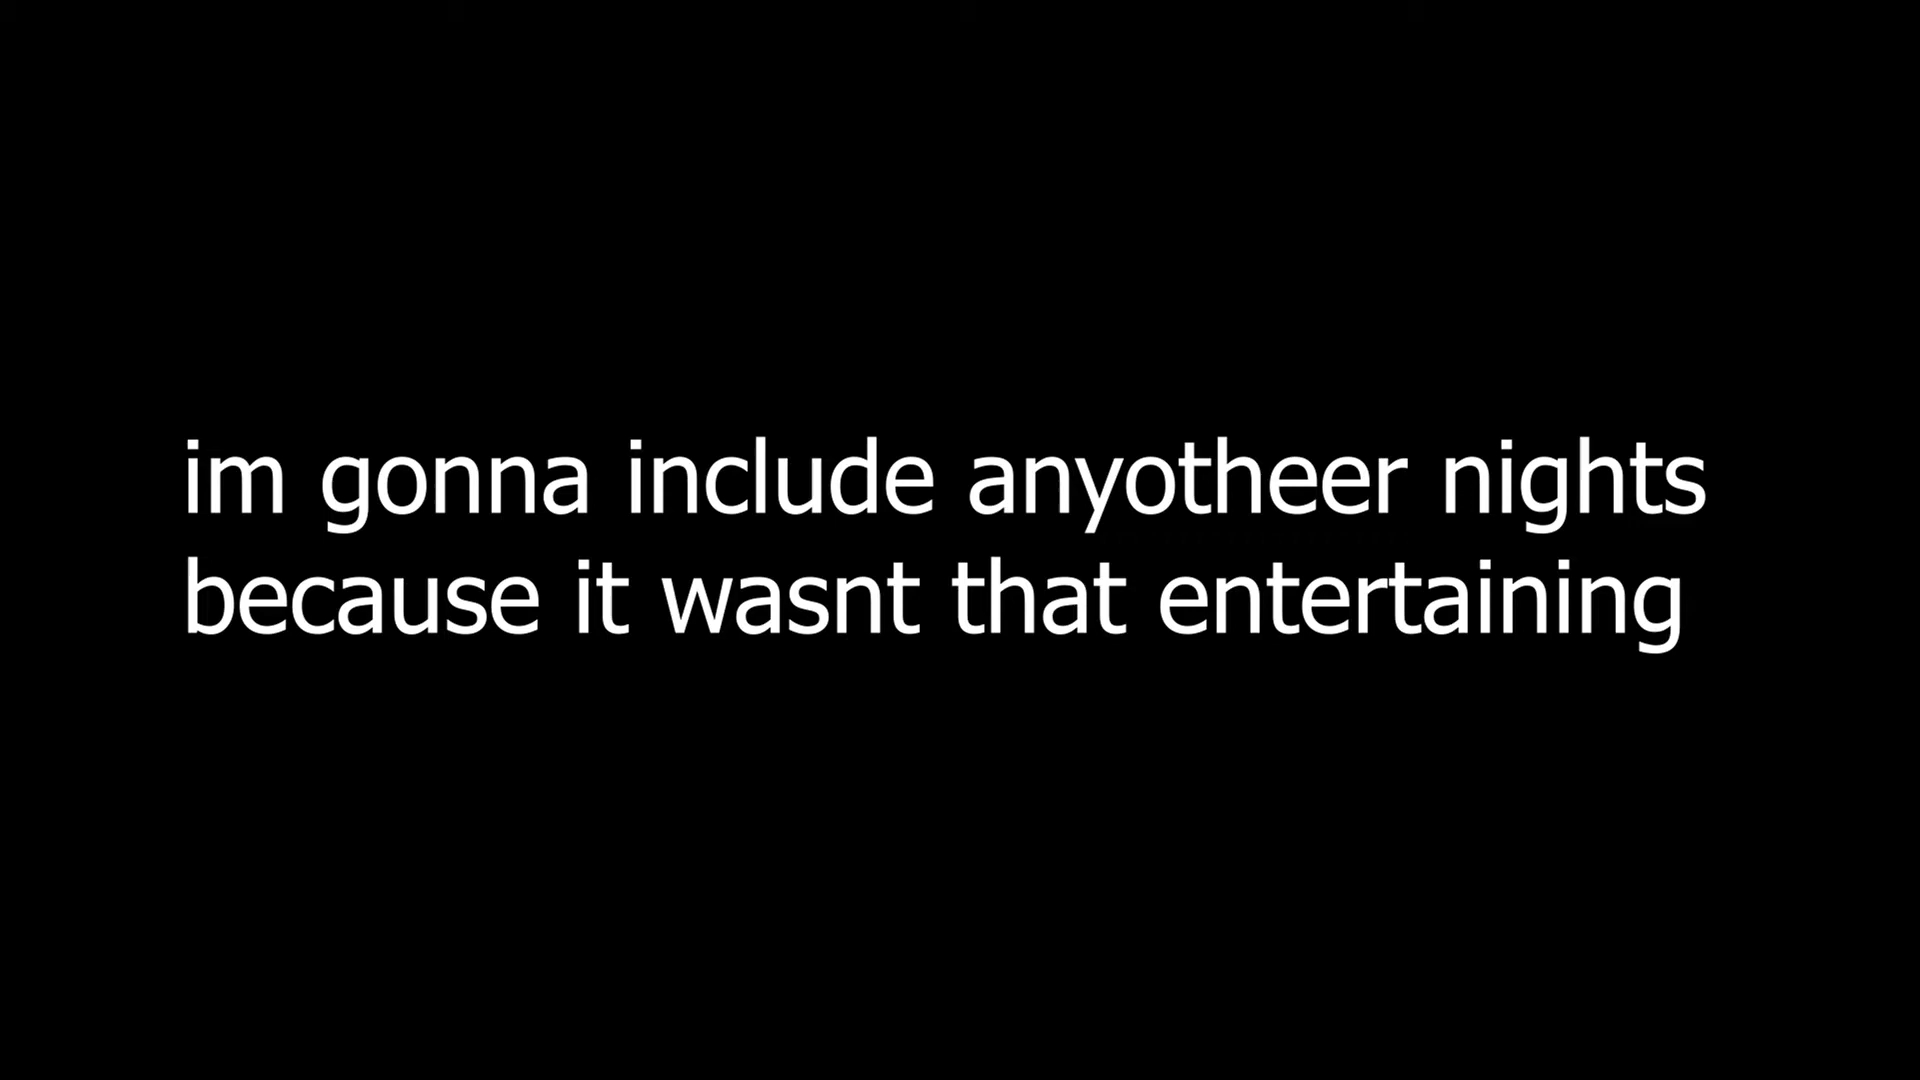 im gonna include anyotheer nights
because it wasnt that entertaining